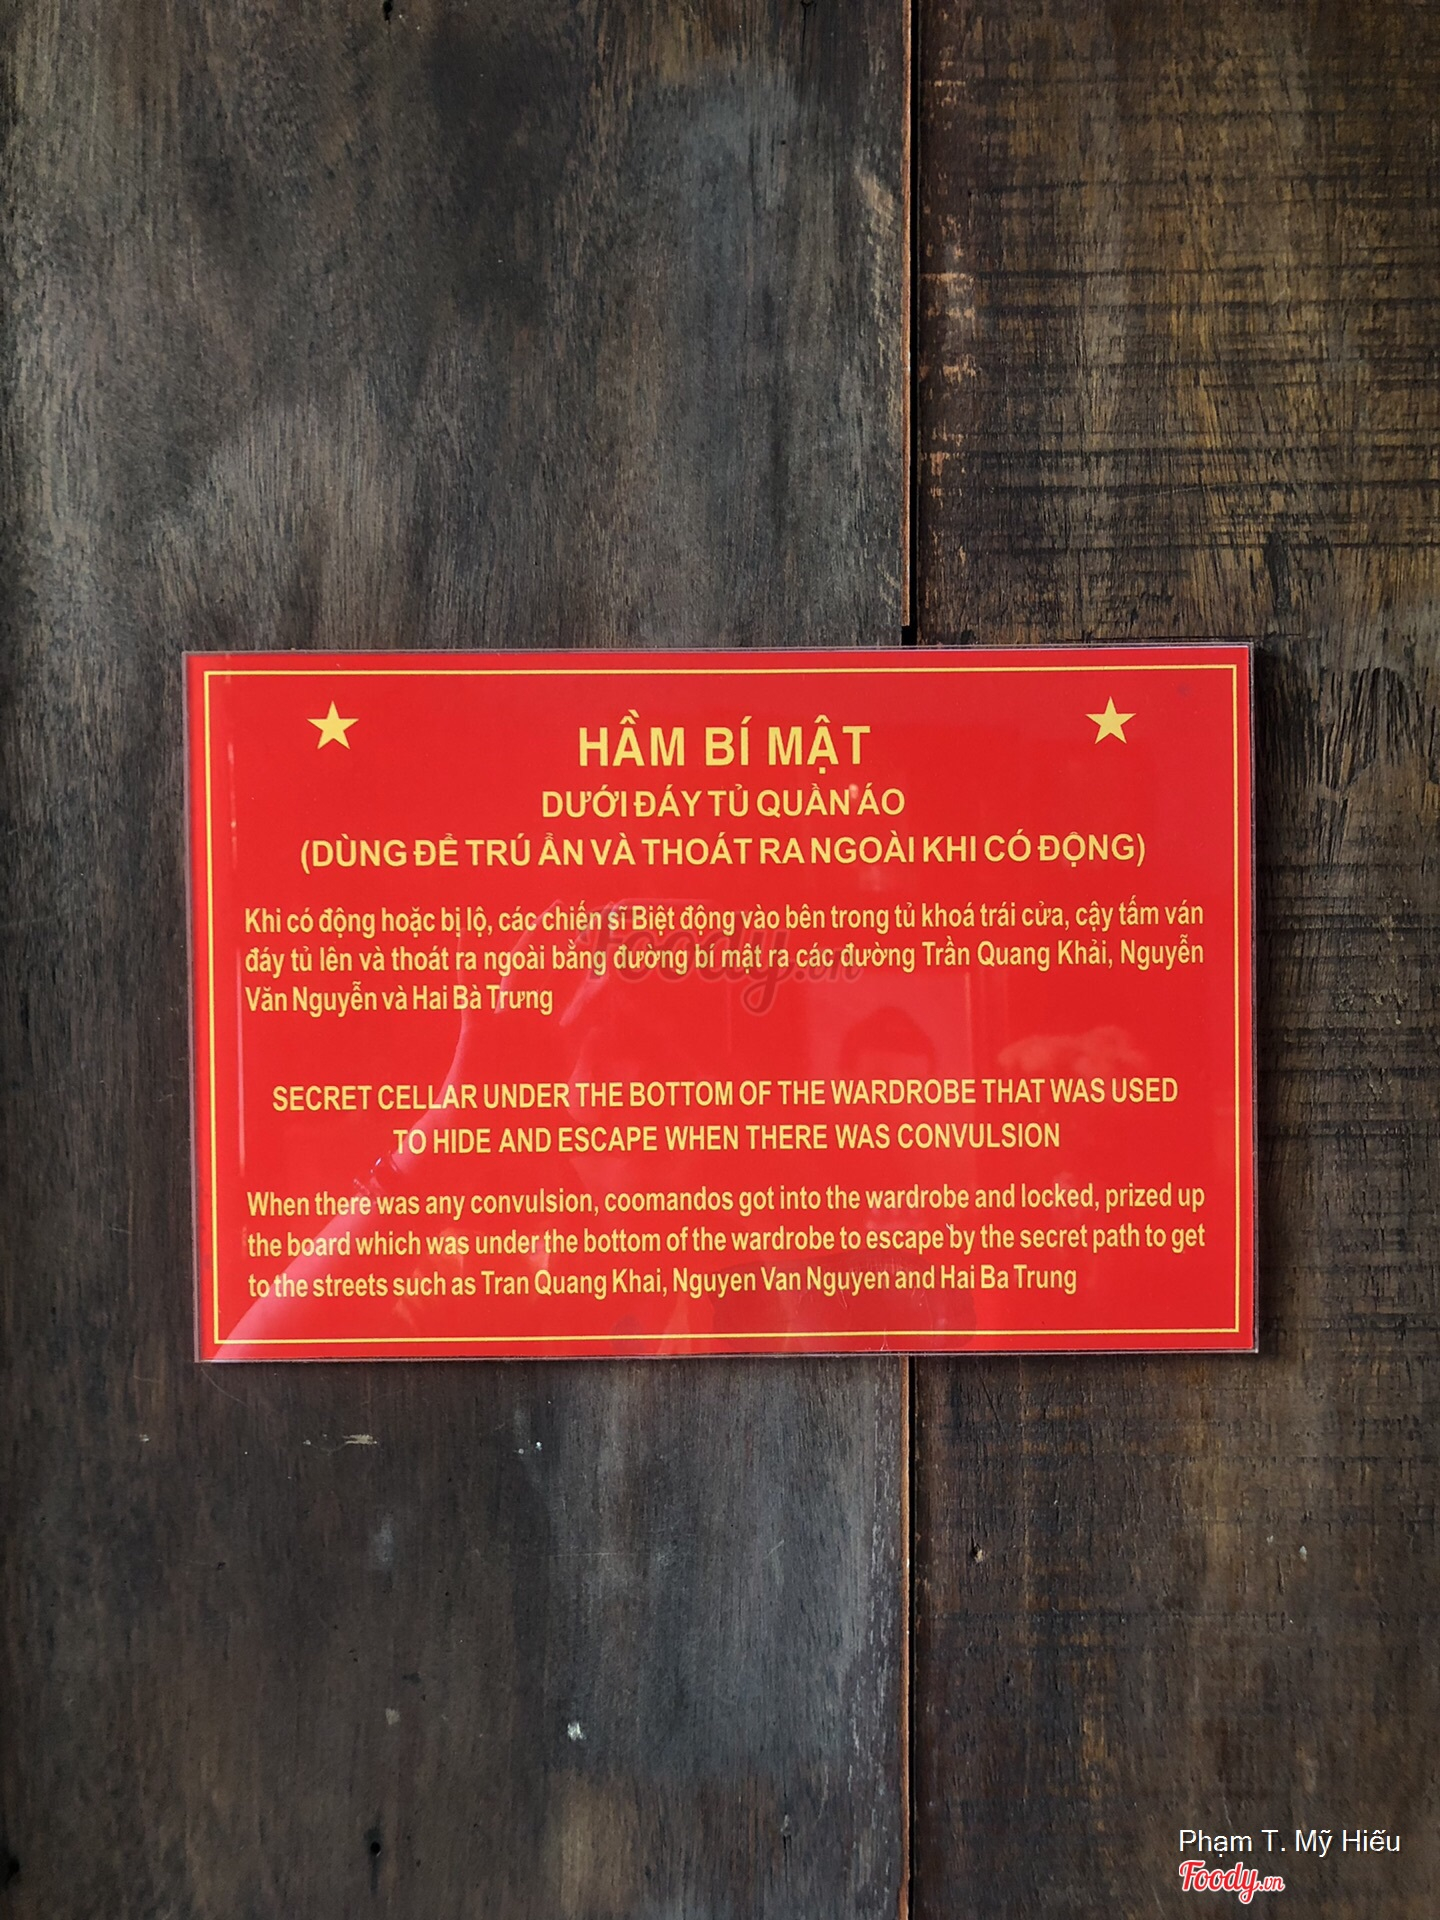 HẦM BÍ MẬT
DƯỚI ĐÁY TỦ QUẦN ÁO
(DÙNG ĐỂ TRÚ ẨN VÀ THOÁT RA NGOÀI KHI CÓ ĐỘNG)
Khi có động hoặc bị lộ, các chiến sĩ Biệt động vào bên trong tủ khoá trái cửa, cậy tấm ván
đáy tủ lên và thoát ra ngoài bằng đường bí mật ra các đường Trần Quang Khải, Nguyễn
Văn Nguyễn và Hai Bà Trưng
SECRET CELLAR UNDER THE BOTTOM OF THE WARDROBE THAT WAS USED
TO HIDE AND ESCAPE WHEN THERE WAS CONVULSION
When there was any convulsion, coomandos got into the wardrobe and locked, prized up
the board which was under the bottom of the wardrobe to escape by the secret path to get
to the streets such as Tran Quang Khai, Nguyen Van Nguyen and Hai Ba Trung
Foody.vn
Phạm T. Mỹ Hiếu
Foody.vn